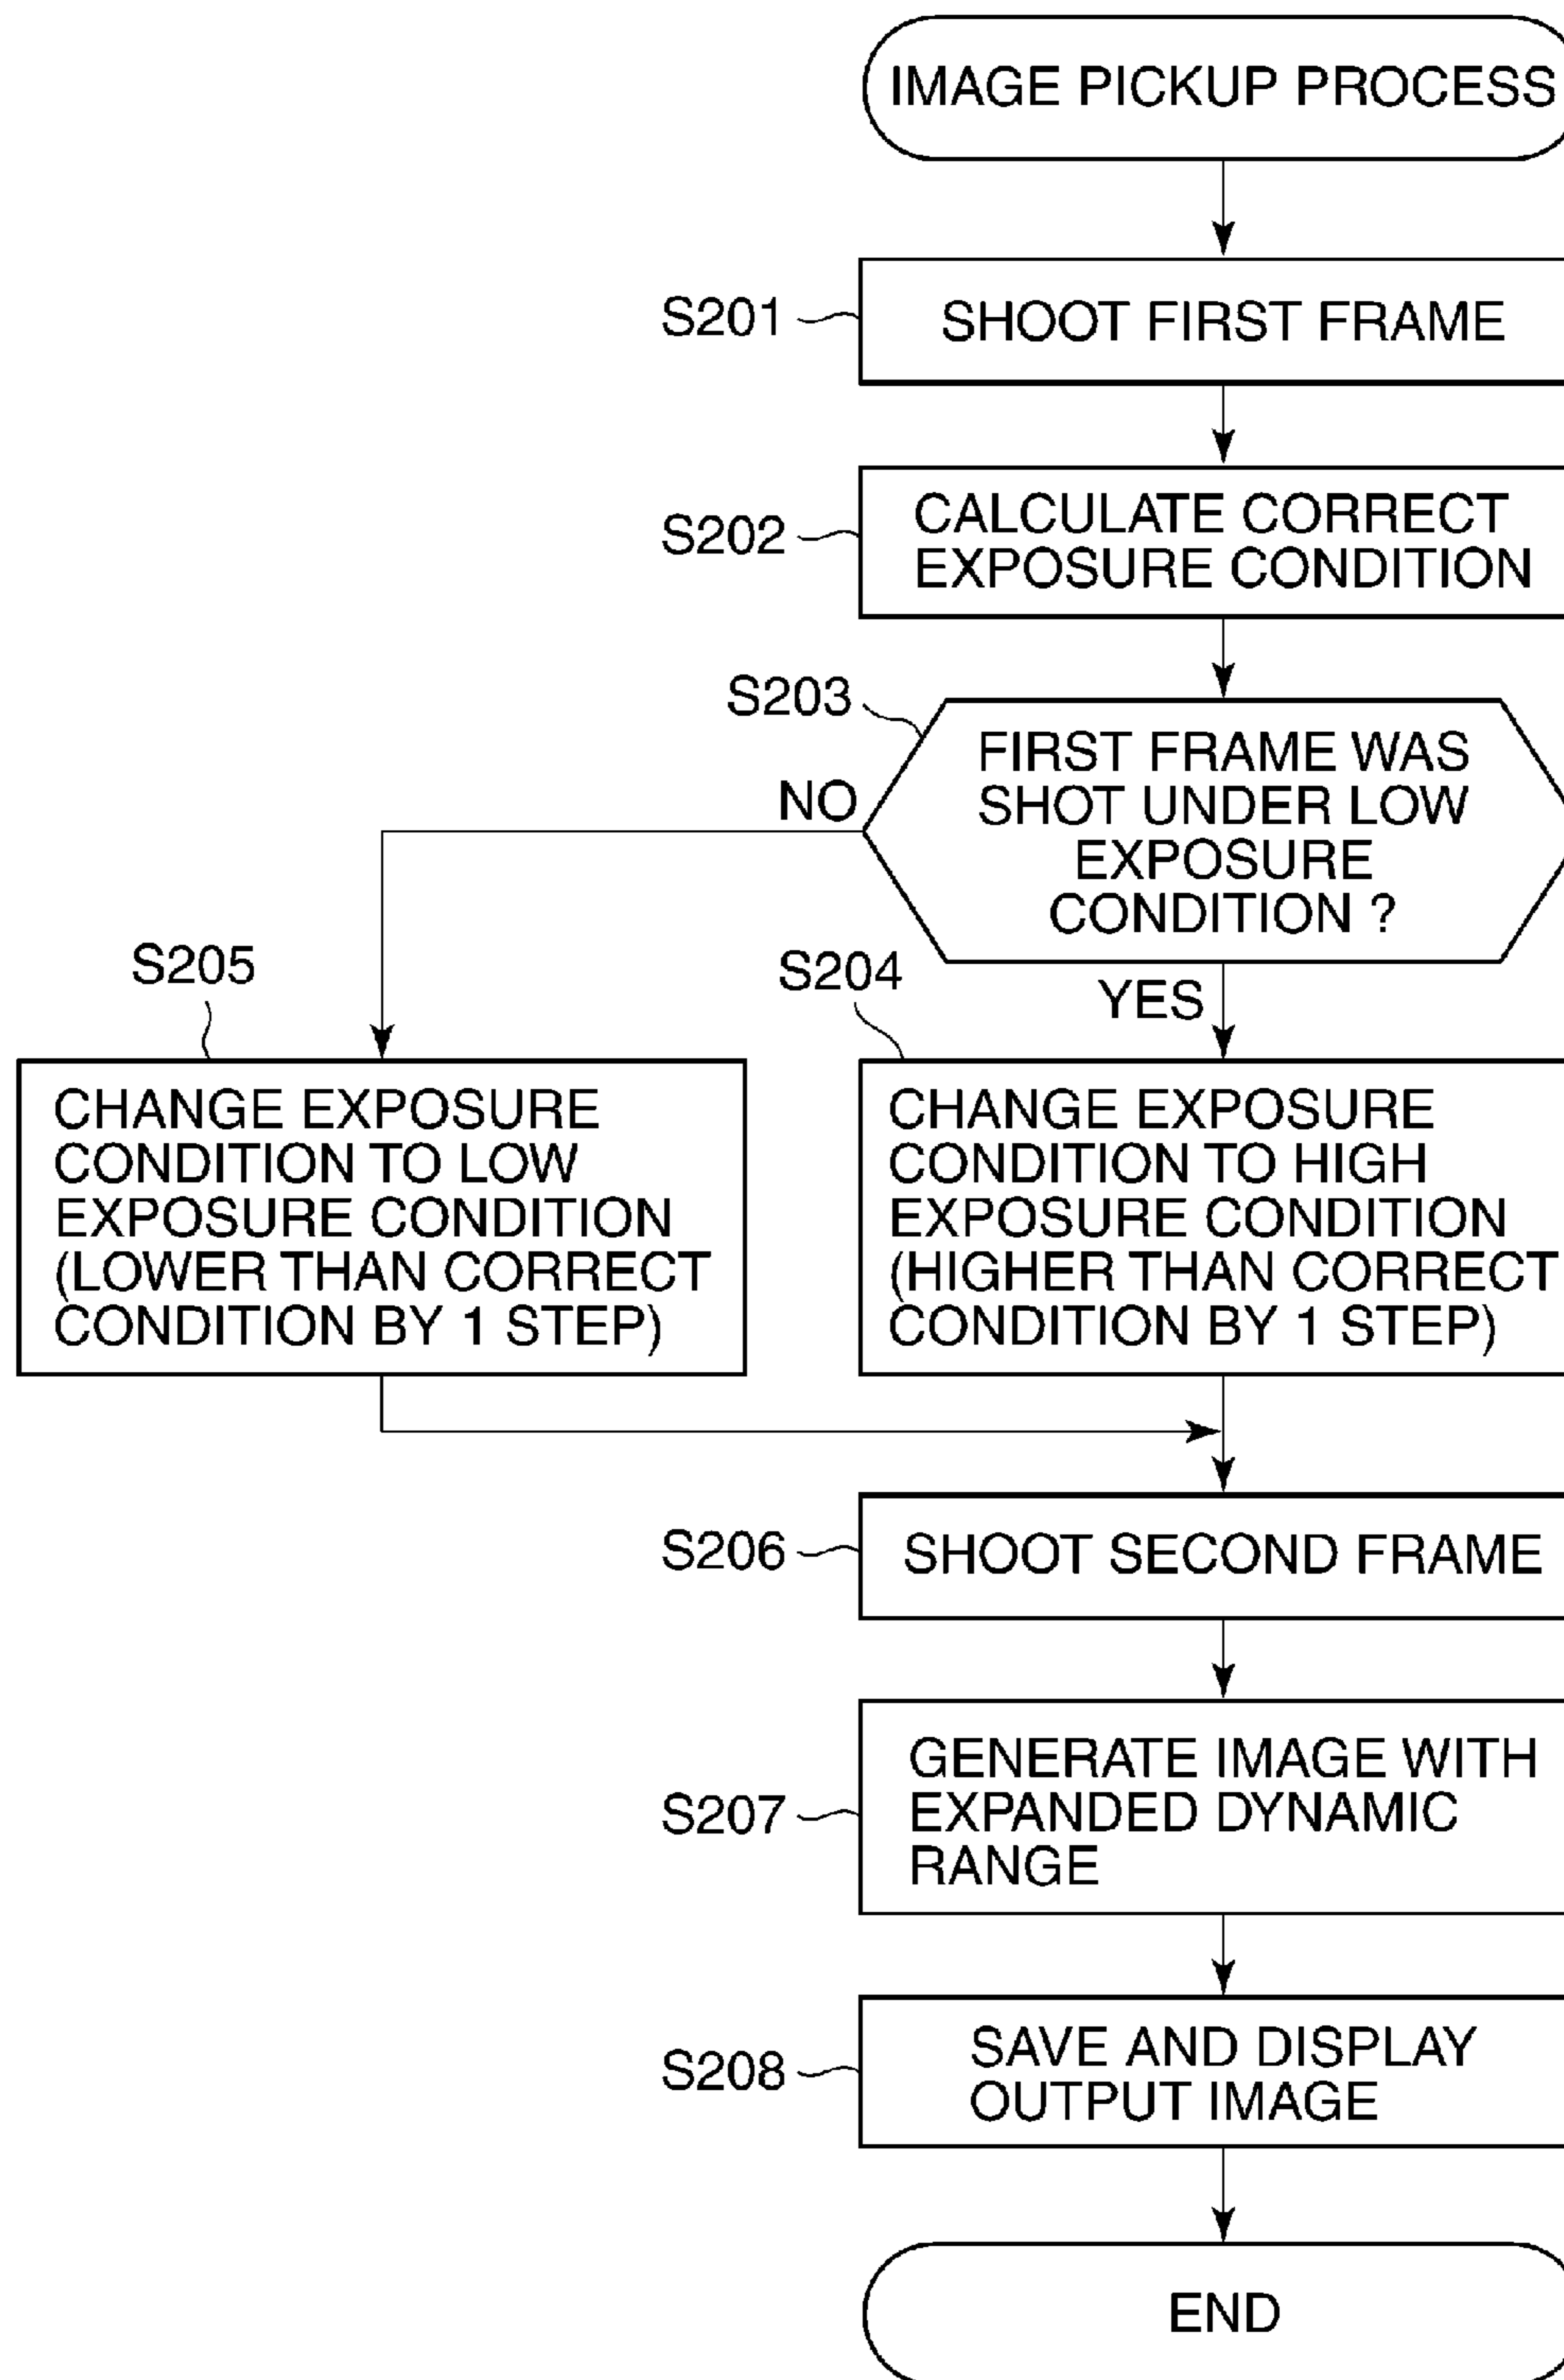 IMAGE PICKUP PROCESS
S201
SHOOT FIRST FRAME
S202
CALCULATE CORRECT
EXPOSURE CONDITION
S203
FIRST FRAME WAS
SHOT UNDER LOW
EXPOSURE
CONDITION ?
NO
YES
S205
CHANGE EXPOSURE
CONDITION TO LOW
EXPOSURE CONDITION
(LOWER THAN CORRECT
CONDITION BY 1 STEP)
S204
CHANGE EXPOSURE
CONDITION TO HIGH
EXPOSURE CONDITION
(HIGHER THAN CORRECT
CONDITION BY 1 STEP)
S206
SHOOT SECOND FRAME
S207
GENERATE IMAGE WITH
EXPANDED DYNAMIC
RANGE
S208
SAVE AND DISPLAY
OUTPUT IMAGE
END